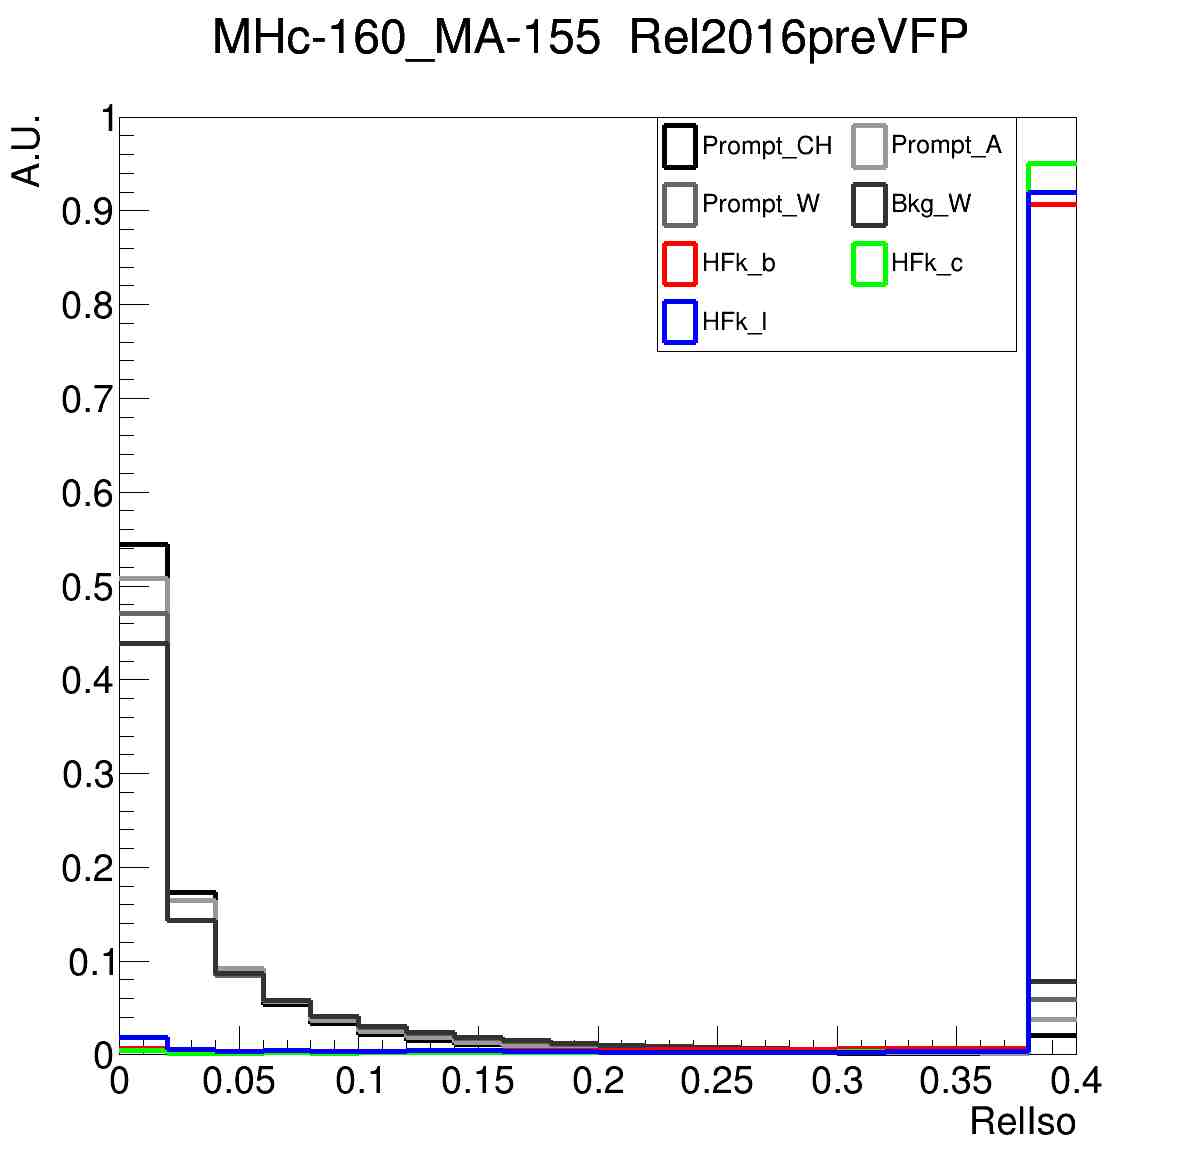 MHc-160_MA-155 Rel2016preVFP
A.U.
1
0.9
0.8
0.7
0.6
0.5
0.4
0.3
0.2
0.1
0
Prompt_CH Prompt_A
Prompt_W Bkg_W
HFk_b HFk_c
HFk_l
0 0.05 0.1 0.15 0.2 0.25 0.3 0.35 0.4
RelIso